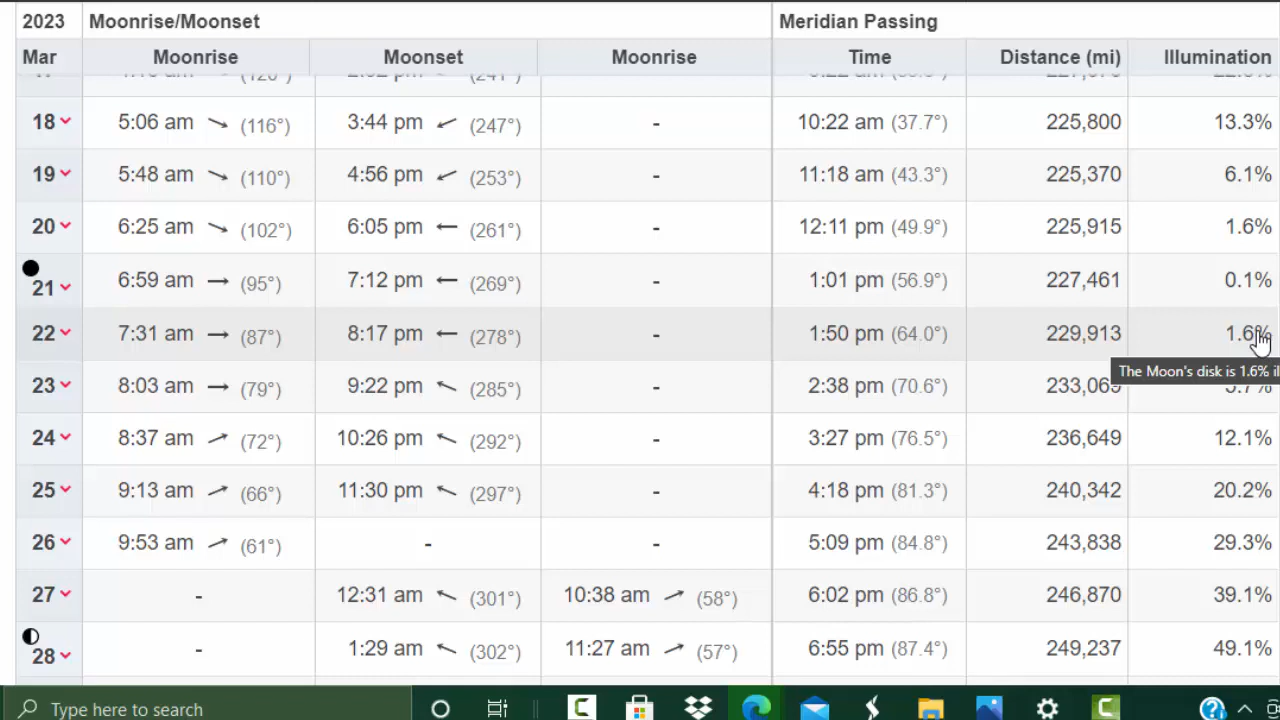 2023 Moonrise/Moonset Meridian Passing
Mar Moonrise Moonset Moonrise Time Distance (mi) Illumination
18 5:06 am (116°) 3:44 pm (247°) - 10:22 am (37.7°) 225,800 13.3%
19 5:48 am (110°) 4:56 pm (253°) - 11:18 am (43.3°) 225,370 6.1%
20 6:25 am (102°) 6:05 pm (261°) - 12:11 pm (49.9°) 225,915 1.6%
21 6:59 am (95°) 7:12 pm (269°) - 1:01 pm (56.9°) 227,461 0.1%
22 7:31 am (87°) 8:17 pm (278°) - 1:50 pm (64.0°) 229,913 1.6%
The Moon's disk is 1.6% il
23 8:03 am (79°) 9:22 pm (285°) - 2:38 pm (70.6°) 233,069
24 8:37 am (72°) 10:26 pm (292°) - 3:27 pm (76.5°) 236,649 12.1%
25 9:13 am (66°) 11:30 pm (297°) - 4:18 pm (81.3°) 240,342 20.2%
26 9:53 am (61°) - - 5:09 pm (84.8°) 243,838 29.3%
27 - 12:31 am (301°) 10:38 am (58°) 6:02 pm (86.8°) 246,870 39.1%
28 - 1:29 am (302°) 11:27 am (57°) 6:55 pm (87.4°) 249,237 49.1%
Type here to search